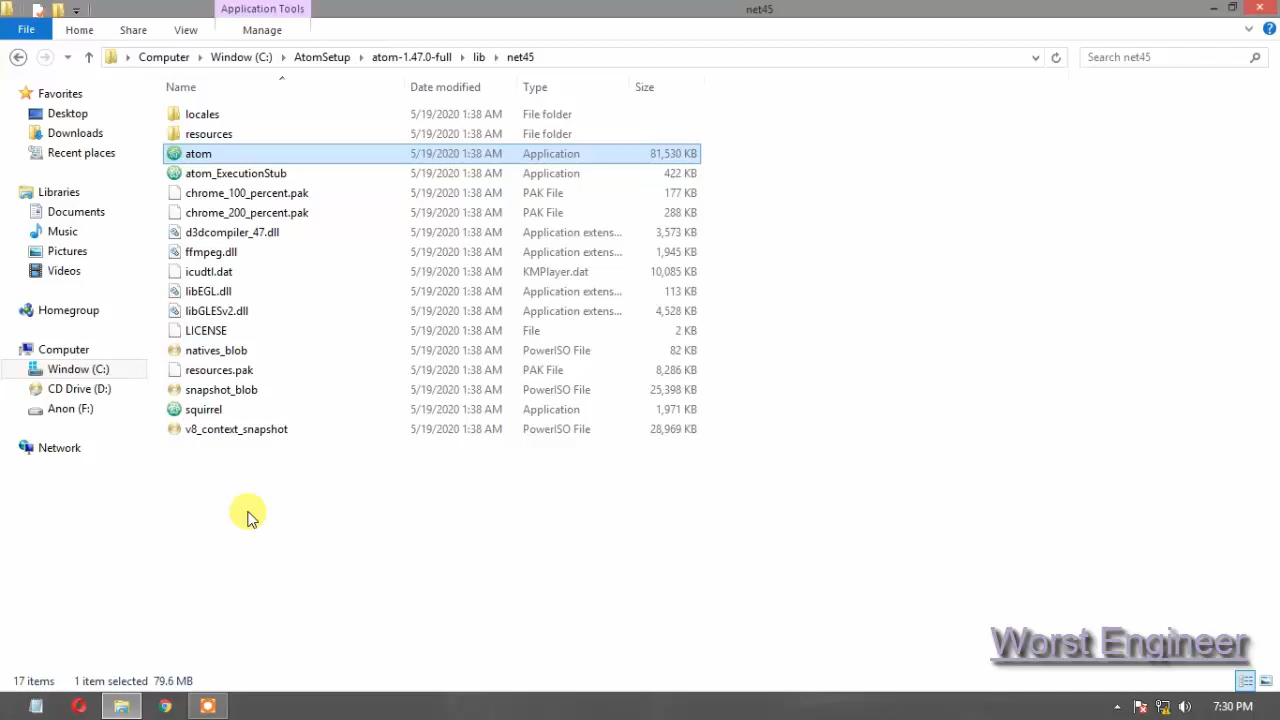 Application Tools
net45
File Home Share View Manage
Computer Window (C:) AtomSetup atom-1.47.0-full lib net45
Search net45
Name Date modified Type Size
Favorites
Desktop
Downloads
Recent places
Libraries
Documents
Music
Pictures
Videos
Homegroup
Computer
Window (C:)
CD Drive (D:)
Anon (F:)
Network
locales 5/19/2020 1:38 AM File folder
resources 5/19/2020 1:38 AM File folder
atom 5/19/2020 1:38 AM Application 81,530 KB
atom_ExecutionStub 5/19/2020 1:38 AM Application 422 KB
chrome_100_percent.pak 5/19/2020 1:38 AM PAK File 177 KB
chrome_200_percent.pak 5/19/2020 1:38 AM PAK File 288 KB
d3dcompiler_47.dll 5/19/2020 1:38 AM Application extens... 3,573 KB
ffmpeg.dll 5/19/2020 1:38 AM Application extens... 1,945 KB
icudtl.dat 5/19/2020 1:38 AM KMPlayer.dat 10,085 KB
libEGL.dll 5/19/2020 1:38 AM Application extens... 113 KB
libGLESv2.dll 5/19/2020 1:38 AM Application extens... 4,528 KB
LICENSE 5/19/2020 1:38 AM File 2 KB
natives_blob 5/19/2020 1:38 AM PowerISO File 82 KB
resources.pak 5/19/2020 1:38 AM PAK File 8,286 KB
snapshot_blob 5/19/2020 1:38 AM PowerISO File 25,398 KB
squirrel 5/19/2020 1:38 AM Application 1,971 KB
v8_context_snapshot 5/19/2020 1:38 AM PowerISO File 28,969 KB
Worst Engineer
17 items 1 item selected 79.6 MB
7:30 PM